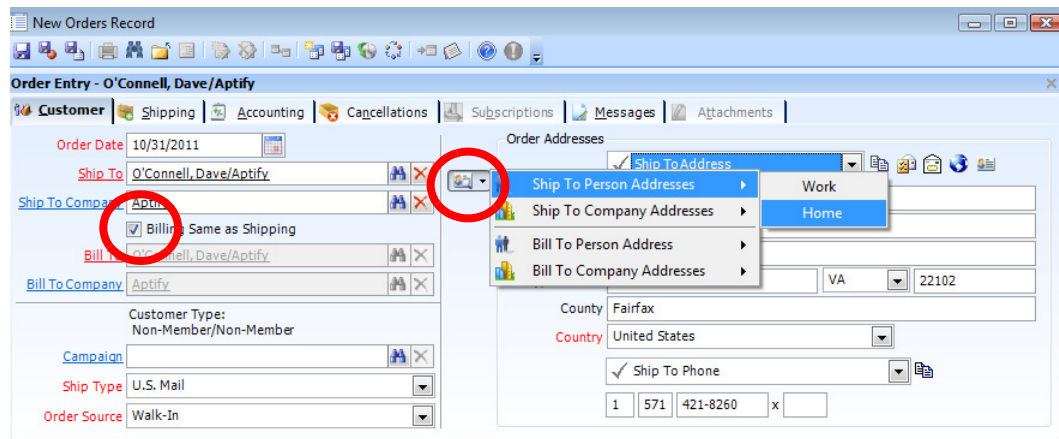 New Orders Record
Order Entry - O'Connell, Dave/Aptify
Customer Shipping Accounting Cancellations Subscriptions Messages Attachments
Order Date 10/31/2011
Ship To O'Connell, Dave/Aptify
Ship To Company Aptify
Billing Same as Shipping
Bill To O'Connell, Dave/Aptify
Bill To Company Aptify
Customer Type:
Non-Member/Non-Member
Campaign
Ship Type U.S. Mail
Order Source Walk-In
Order Addresses
Ship To Address
Ship To Person Addresses
Ship To Company Addresses
Bill To Person Address
Bill To Company Addresses
Work
Home
VA 22102
County Fairfax
Country United States
Ship To Phone
1 571 421-8260 x